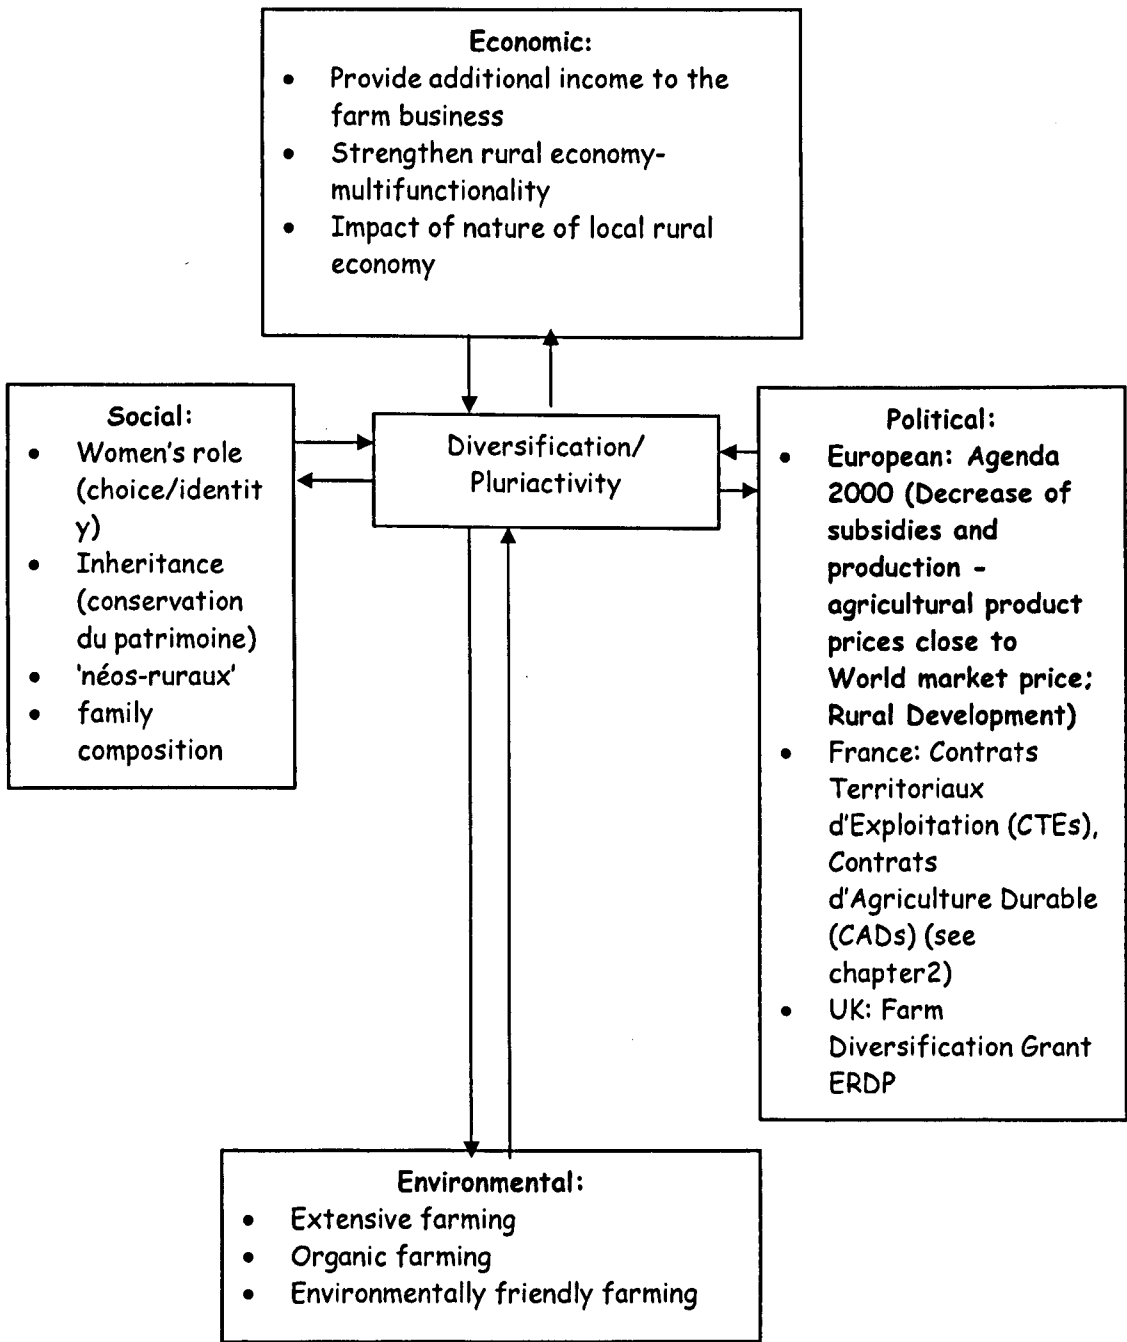 Economic:
• Provide additional income to the
farm business
• Strengthen rural economy-
multifunctionality
• Impact of nature of local rural
economy
Social:
• Women's role
(choice/identit
y)
• Inheritance
(conservation
du patrimoine)
• 'néos-ruraux'
• family
composition
Diversification/
Pluriactivity
Political:
• European: Agenda
2000 (Decrease of
subsidies and
production -
agricultural product
prices close to
World market price;
Rural Development)
• France: Contrats
Territoriaux
d'Exploitation (CTEs),
Contrats
d'Agriculture Durable
(CADs) (see
chapter2)
• UK: Farm
Diversification Grant
ERDP
Environmental:
• Extensive farming
• Organic farming
• Environmentally friendly farming